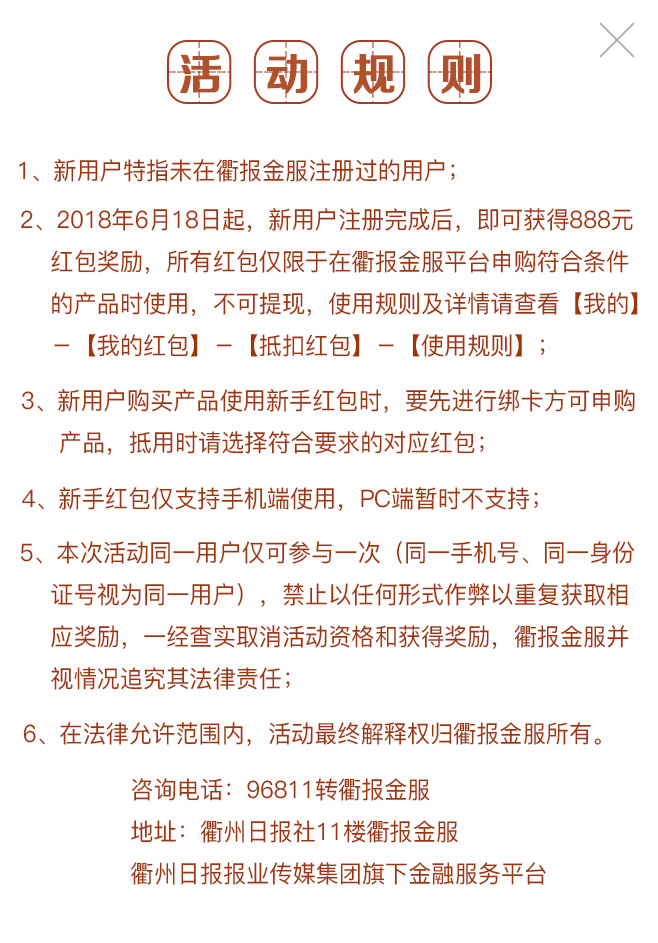 活动规则
1、新用户特指未在衢报金服注册过的用户；
2、2018年6月18日起，新用户注册完成后，即可获得888元
红包奖励，所有红包仅限于在衢报金服平台申购符合条件
的产品时使用，不可提现，使用规则及详情请查看【我的】
－【我的红包】－【抵扣红包】－【使用规则】；
3、新用户购买产品使用新手红包时，要先进行绑卡方可申购
产品，抵用时请选择符合要求的对应红包；
4、新手红包仅支持手机端使用，PC端暂时不支持；
5、本次活动同一用户仅可参与一次（同一手机号、同一身份
证号视为同一用户），禁止以任何形式作弊以重复获取相
应奖励，一经查实取消活动资格和获得奖励，衢报金服并
视情况追究其法律责任；
6、在法律允许范围内，活动最终解释权归衢报金服所有。
咨询电话：96811转衢报金服
地址：衢州日报社11楼衢报金服
衢州日报报业传媒集团旗下金融服务平台